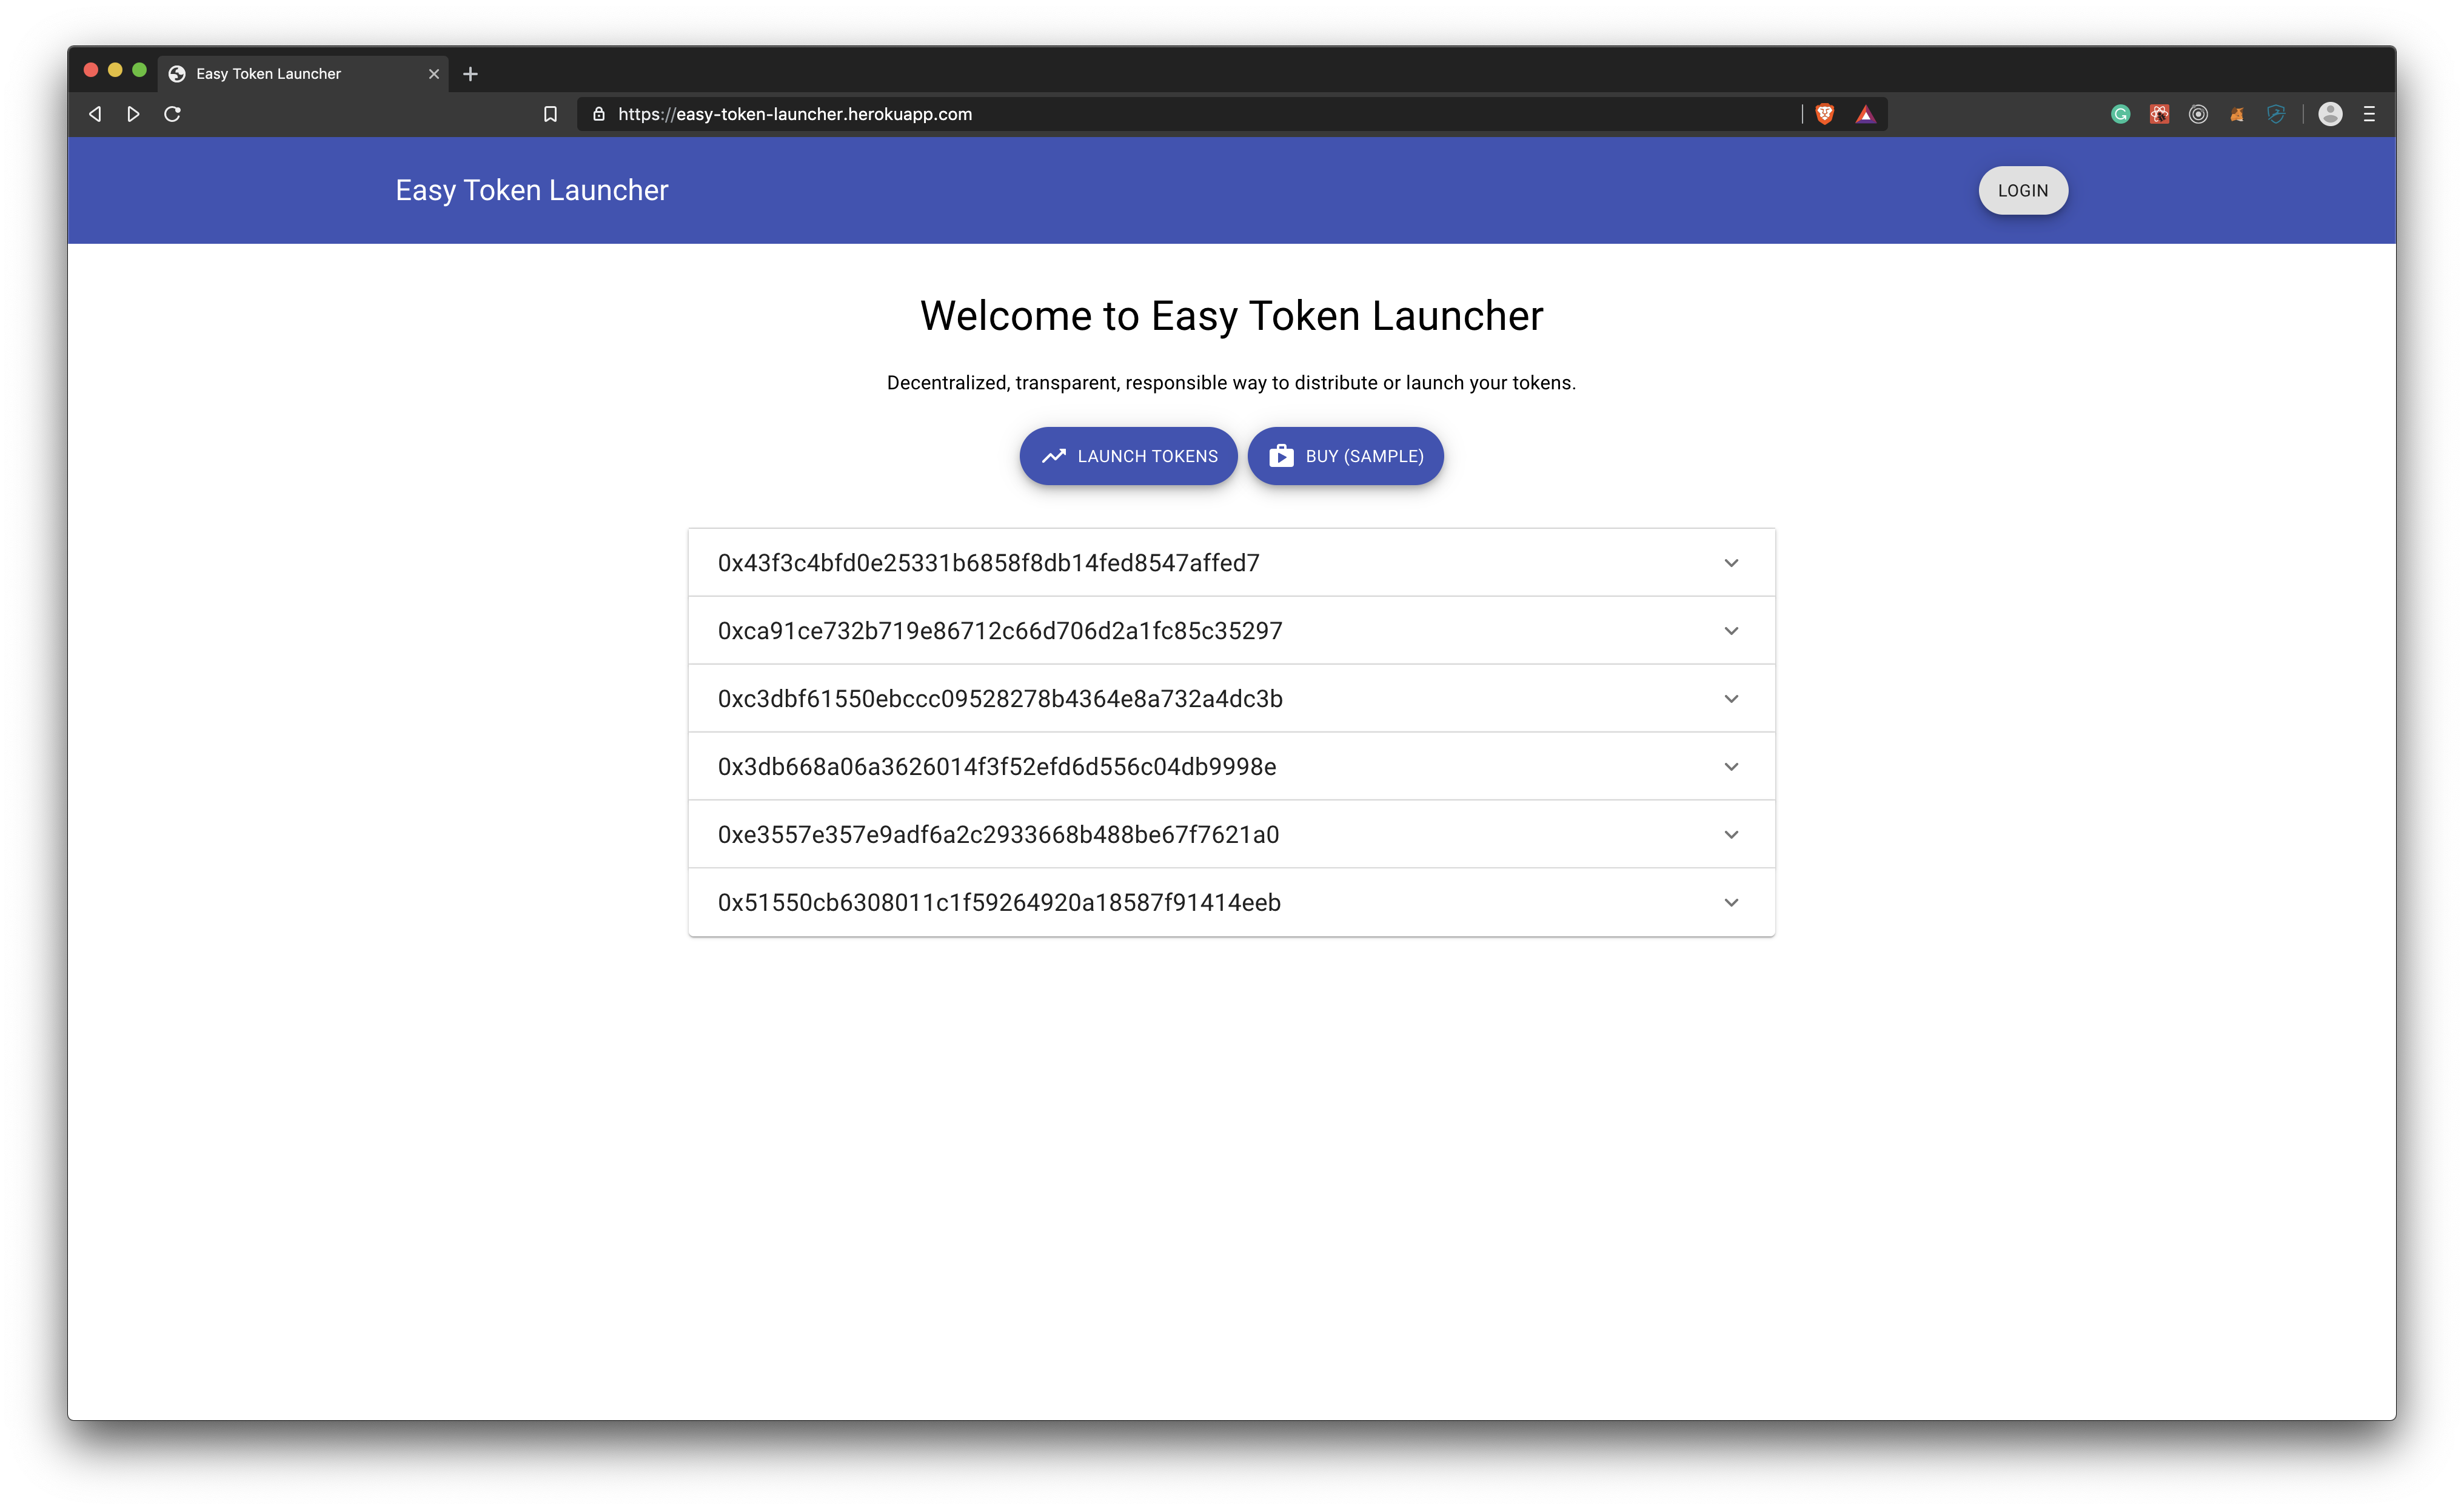 Easy Token Launcher
https://easy-token-launcher.herokuapp.com
Easy Token Launcher
LOGIN
Welcome to Easy Token Launcher
Decentralized, transparent, responsible way to distribute or launch your tokens.
LAUNCH TOKENS
BUY (SAMPLE)
0x43f3c4bfd0e25331b6858f8db14fed8547affed7
0xca91ce732b719e86712c66d706d2a1fc85c35297
0xc3dbf61550ebccc09528278b4364e8a732a4dc3b
0x3db668a06a3626014f3f52efd6d556c04db9998e
0xe3557e357e9adf6a2c2933668b488be67f7621a0
0x51550cb6308011c1f59264920a18587f91414eeb